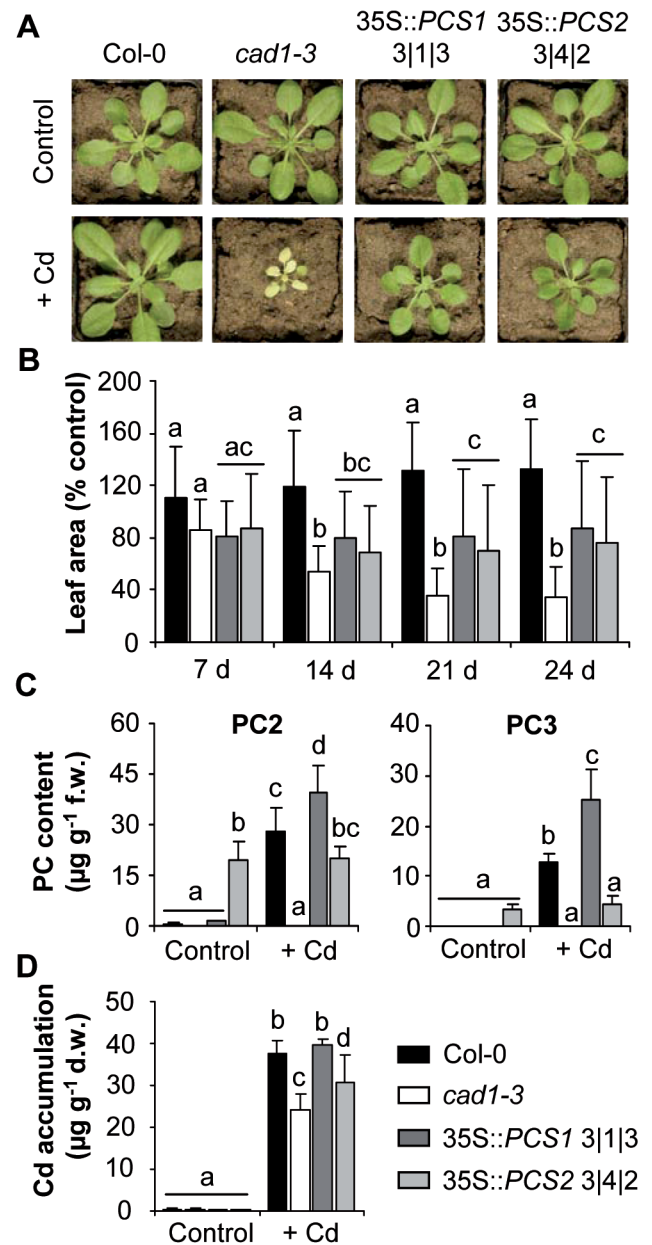 A
35S::PCS1 35S::PCS2
Col-0 cad1-3 3|1|3 3|4|2
Control
+ Cd
B
Leaf area (% control)
200
160
120
80
40
0
a a ac
a b bc
a b c
a b c
7 d 14 d 21 d 24 d
C
PC content
(µg g-1 f.w.)
PC2
60
45
30
15
0
a b c a d bc
Control + Cd
PC3
40
30
20
10
0
a b a c a
Control + Cd
D
Cd accumulation
(µg g-1 d.w.)
50
40
30
20
10
0
a b c b d
Control + Cd
Col-0
cad1-3
35S::PCS1 3|1|3
35S::PCS2 3|4|2